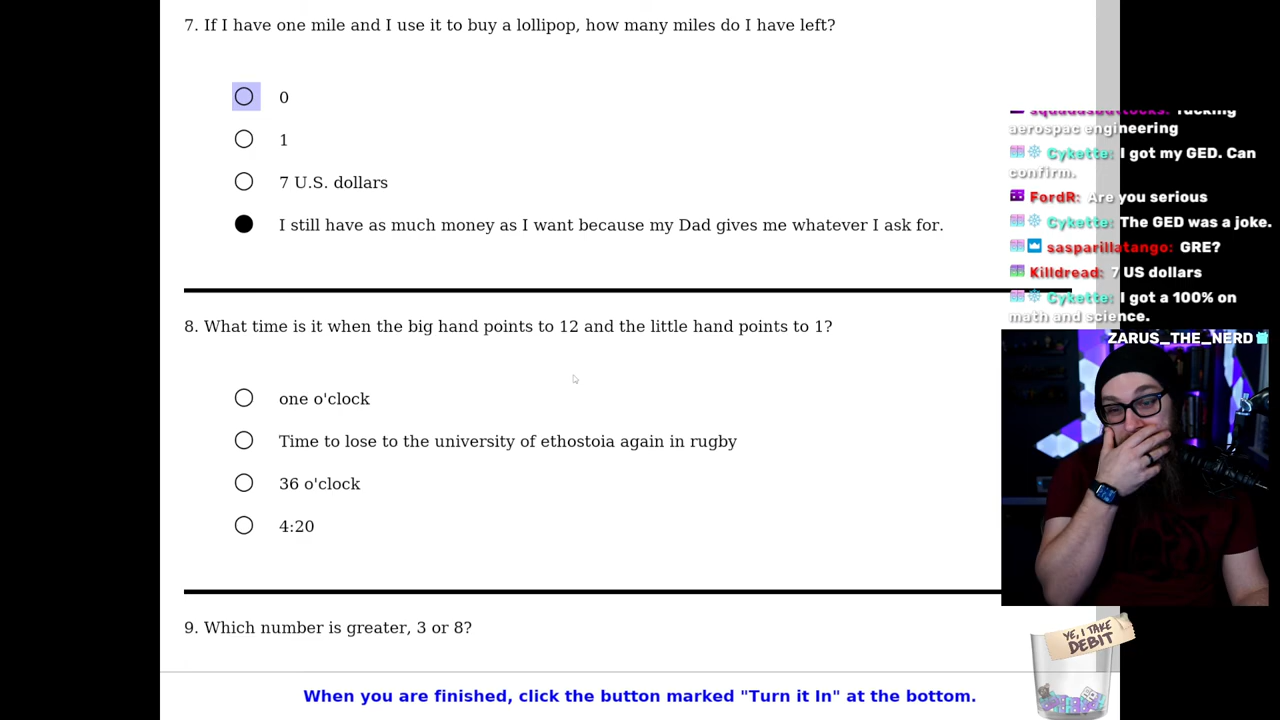 7. If I have one mile and I use it to buy a lollipop, how many miles do I have left?
0
1
7 U.S. dollars
I still have as much money as I want because my Dad gives me whatever I ask for.
8. What time is it when the big hand points to 12 and the little hand points to 1?
one o'clock
Time to lose to the university of ethostoia again in rugby
36 o'clock
4:20
9. Which number is greater, 3 or 8?
When you are finished, click the button marked "Turn it In" at the bottom.
aerospac engineering
Cykette: I got my GED. Can
confirm.
FordR: Are you serious
Cykette: The GED was a joke.
sasparillatango: GRE?
Killdread: 7 US dollars
Cykette: I got a 100% on
math and science.
ZARUS_THE_NERD
YE, I TAKE
DEBIT